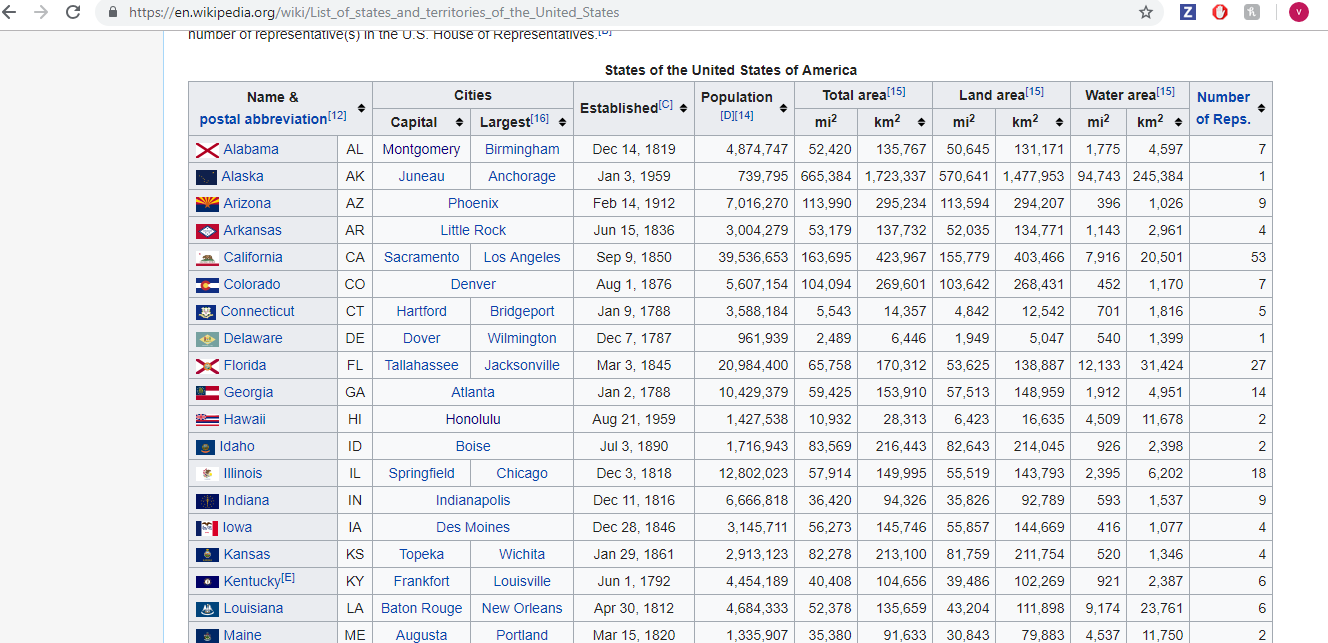 https://en.wikipedia.org/wiki/List_of_states_and_territories_of_the_United_States
Z
V
number of representative(s) in the U.S. House of Representatives.[D]
States of the United States of America
Name & Cities Established[C] Population Total area[15] Land area[15] Water area[15] Number
postal abbreviation[12] Capital Largest[16] [D][14] mi2 km2 mi2 km2 mi2 km2 of Reps.
Alabama AL Montgomery Birmingham Dec 14, 1819 4,874,747 52,420 135,767 50,645 131,171 1,775 4,597 7
Alaska AK Juneau Anchorage Jan 3, 1959 739,795 665,384 1,723,337 570,641 1,477,953 94,743 245,384 1
Arizona AZ Phoenix Feb 14, 1912 7,016,270 113,990 295,234 113,594 294,207 396 1,026 9
Arkansas AR Little Rock Jun 15, 1836 3,004,279 53,179 137,732 52,035 134,771 1,143 2,961 4
California CA Sacramento Los Angeles Sep 9, 1850 39,536,653 163,695 423,967 155,779 403,466 7,916 20,501 53
Colorado CO Denver Aug 1, 1876 5,607,154 104,094 269,601 103,642 268,431 452 1,170 7
Connecticut CT Hartford Bridgeport Jan 9, 1788 3,588,184 5,543 14,357 4,842 12,542 701 1,816 5
Delaware DE Dover Wilmington Dec 7, 1787 961,939 2,489 6,446 1,949 5,047 540 1,399 1
Florida FL Tallahassee Jacksonville Mar 3, 1845 20,984,400 65,758 170,312 53,625 138,887 12,133 31,424 27
Georgia GA Atlanta Jan 2, 1788 10,429,379 59,425 153,910 57,513 148,959 1,912 4,951 14
Hawaii HI Honolulu Aug 21, 1959 1,427,538 10,932 28,313 6,423 16,635 4,509 11,678 2
Idaho ID Boise Jul 3, 1890 1,716,943 83,569 216,443 82,643 214,045 926 2,398 2
Illinois IL Springfield Chicago Dec 3, 1818 12,802,023 57,914 149,995 55,519 143,793 2,395 6,202 18
Indiana IN Indianapolis Dec 11, 1816 6,666,818 36,420 94,326 35,826 92,789 593 1,537 9
Iowa IA Des Moines Dec 28, 1846 3,145,711 56,273 145,746 55,857 144,669 416 1,077 4
Kansas KS Topeka Wichita Jan 29, 1861 2,913,123 82,278 213,100 81,759 211,754 520 1,346 4
Kentucky[E] KY Frankfort Louisville Jun 1, 1792 4,454,189 40,408 104,656 39,486 102,269 921 2,387 6
Louisiana LA Baton Rouge New Orleans Apr 30, 1812 4,684,333 52,378 135,659 43,204 111,898 9,174 23,761 6
Maine ME Augusta Portland Mar 15, 1820 1,335,907 35,380 91,633 30,843 79,883 4,537 11,750 2